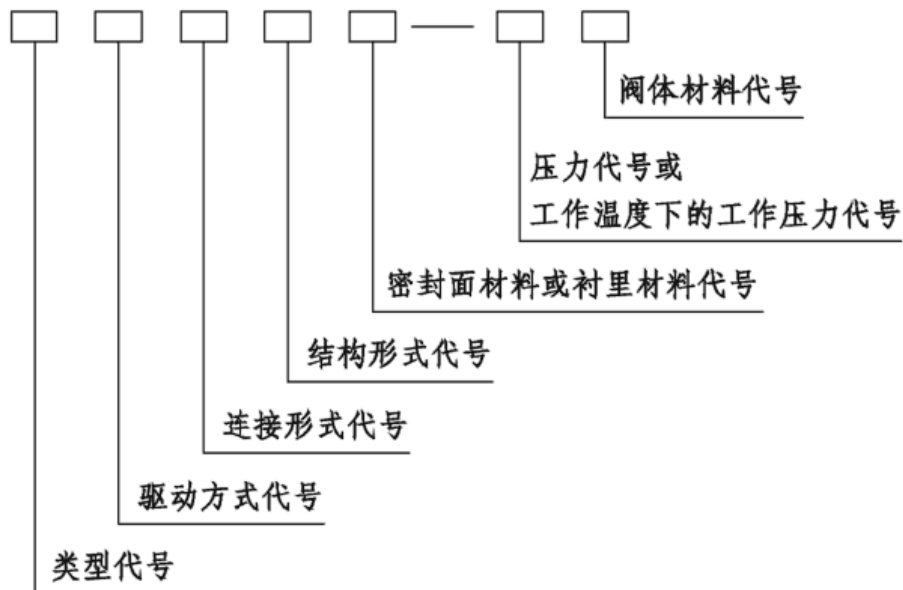 阀体材料代号
压力代号或
工作温度下的工作压力代号
密封面材料或衬里材料代号
结构形式代号
连接形式代号
驱动方式代号
类型代号